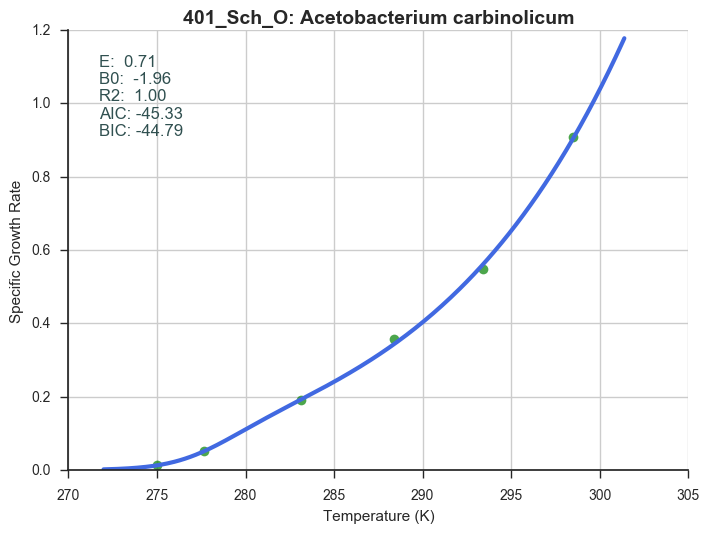 401_Sch_O: Acetobacterium carbinolicum
E:  0.71
B0:  -1.96
R2:  1.00
AIC: -45.33
BIC: -44.79
1.2
1.0
0.8
0.6
0.4
0.2
0.0
Specific Growth Rate
270 275 280 285 290 295 300 305
Temperature (K)